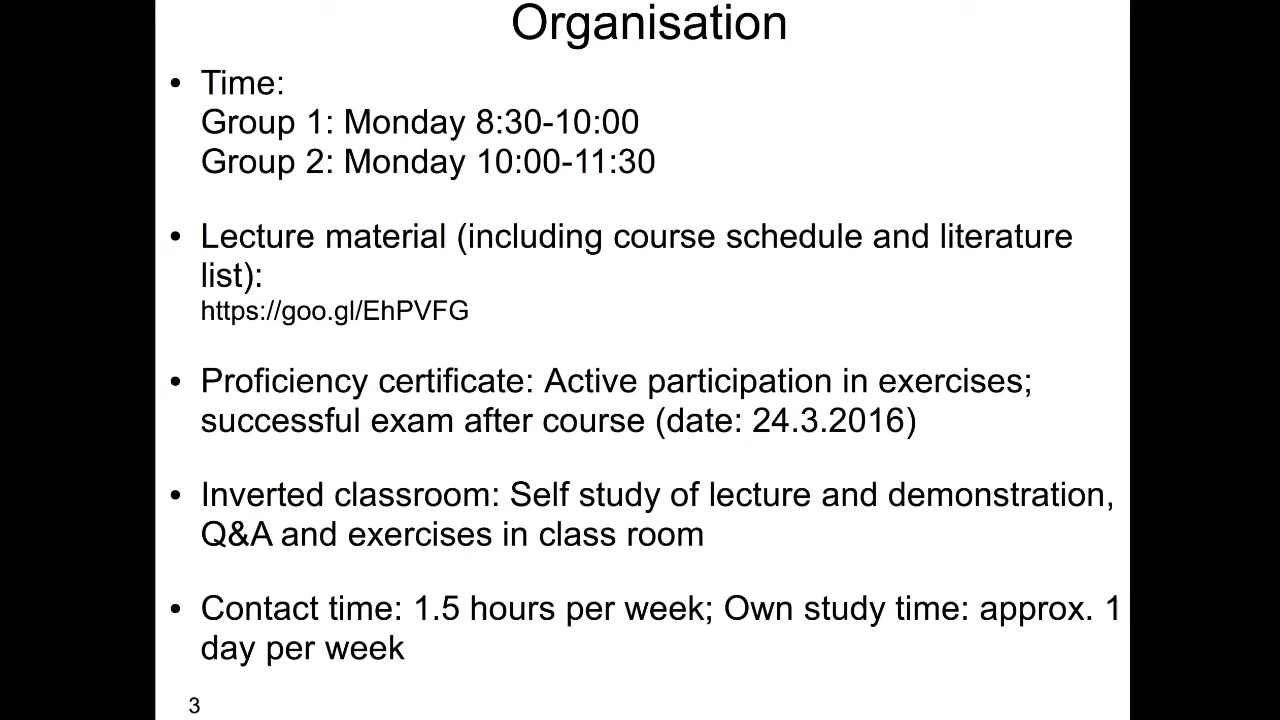 Organisation
• Time:
Group 1: Monday 8:30-10:00
Group 2: Monday 10:00-11:30
• Lecture material (including course schedule and literature
list):
https://goo.gl/EhPVFG
• Proficiency certificate: Active participation in exercises;
successful exam after course (date: 24.3.2016)
• Inverted classroom: Self study of lecture and demonstration,
Q&A and exercises in class room
• Contact time: 1.5 hours per week; Own study time: approx. 1
day per week
3